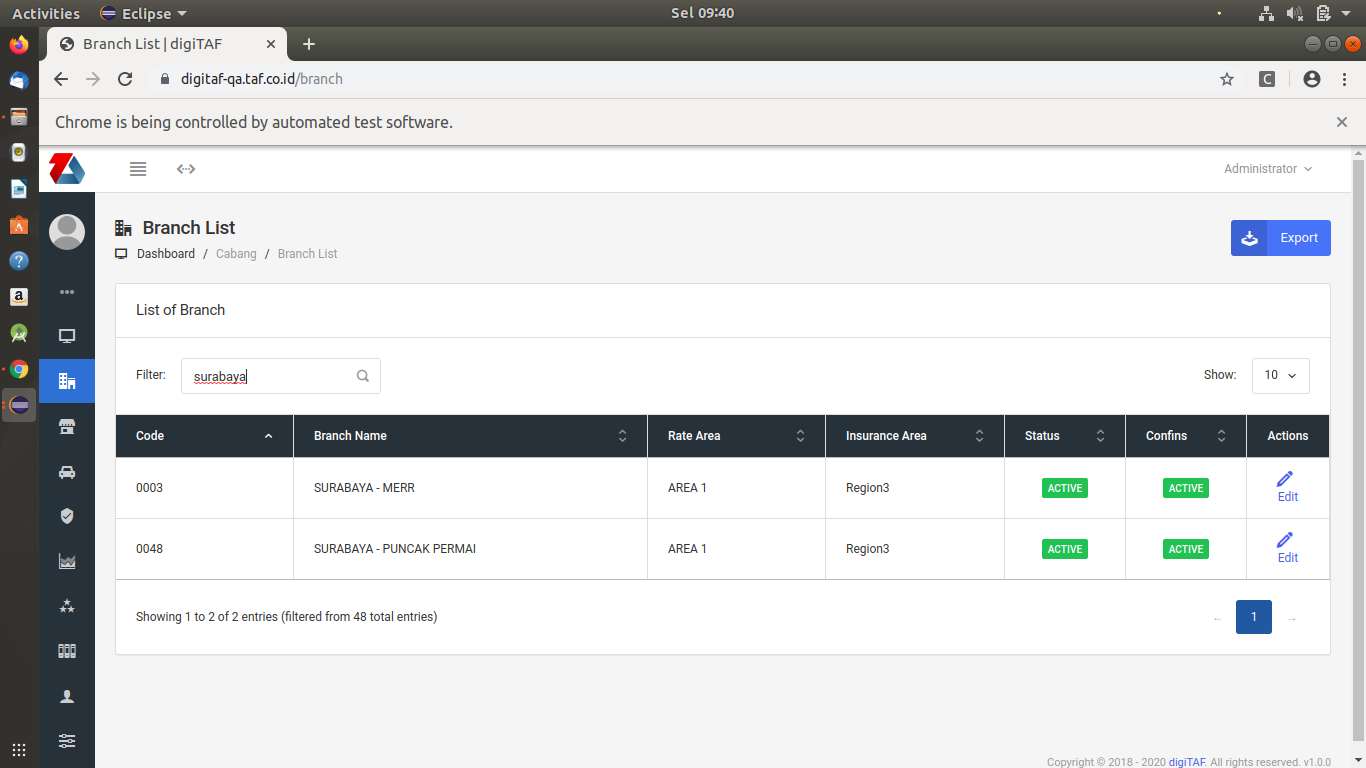 Activities Eclipse Sel 09:40
Branch List | digiTAF
digitaf-qa.taf.co.id/branch
Chrome is being controlled by automated test software.
Administrator
Branch List
Export
Dashboard / Cabang / Branch List
List of Branch
Filter: surabaya Show: 10
Code Branch Name Rate Area Insurance Area Status Confins Actions
0003 SURABAYA - MERR AREA 1 Region3 ACTIVE ACTIVE Edit
0048 SURABAYA - PUNCAK PERMAI AREA 1 Region3 ACTIVE ACTIVE Edit
Showing 1 to 2 of 2 entries (filtered from 48 total entries) ← 1 →
Copyright © 2018 - 2020 digiTAF. All rights reserved. v1.0.0